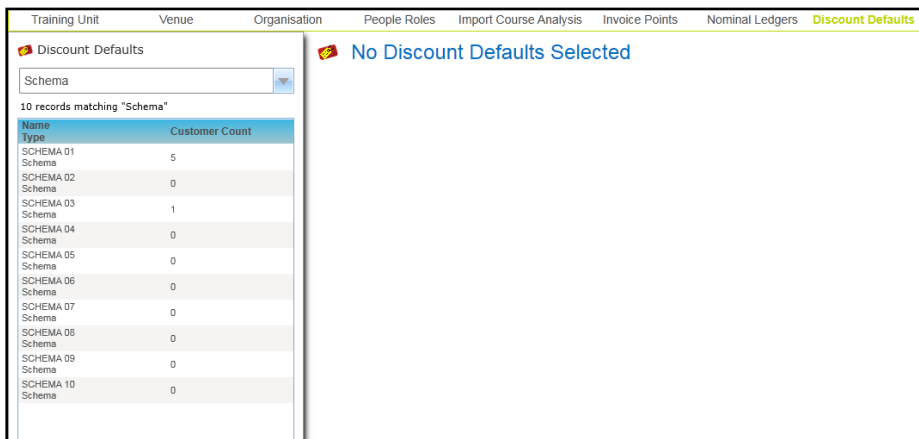 Training Unit Venue Organisation People Roles Import Course Analysis Invoice Points Nominal Ledgers Discount Defaults
Discount Defaults
Schema
10 records matching "Schema"
Name
Type Customer Count
SCHEMA 01
Schema 5
SCHEMA 02
Schema 0
SCHEMA 03
Schema 1
SCHEMA 04
Schema 0
SCHEMA 05
Schema 0
SCHEMA 06
Schema 0
SCHEMA 07
Schema 0
SCHEMA 08
Schema 0
SCHEMA 09
Schema 0
SCHEMA 10
Schema 0
No Discount Defaults Selected